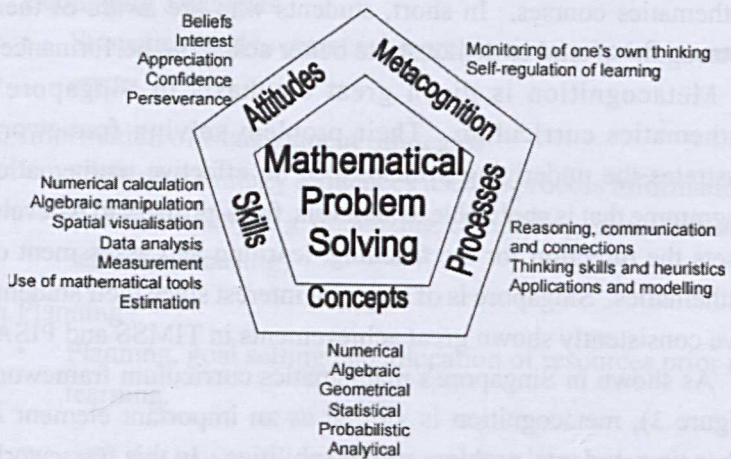 Beliefs
Interest
Appreciation
Confidence
Perseverance
Monitoring of one's own thinking
Self-regulation of learning
Attitudes
Metacognition
Numerical calculation
Algebraic manipulation
Spatial visualisation
Data analysis
Measurement
Use of mathematical tools
Estimation
Skills
Mathematical
Problem
Solving
Processes
Reasoning, communication
and connections
Thinking skills and heuristics
Applications and modelling
Concepts
Numerical
Algebraic
Geometrical
Statistical
Probabilistic
Analytical